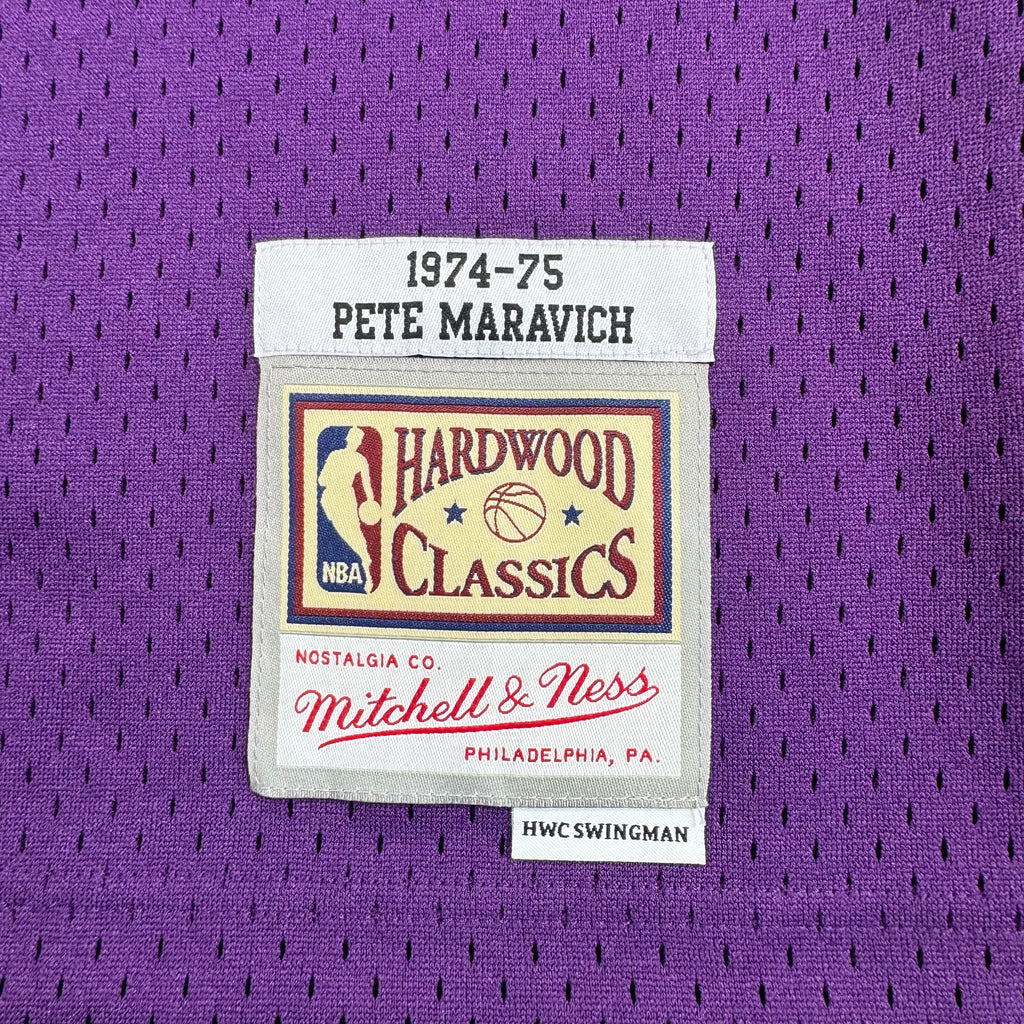 1974-75
PETE MARAVICH
HARDWOOD
CLASSICS
NBA
NOSTALGIA CO.
Mitchell & Ness
PHILADELPHIA, PA.
HWC SWINGMAN